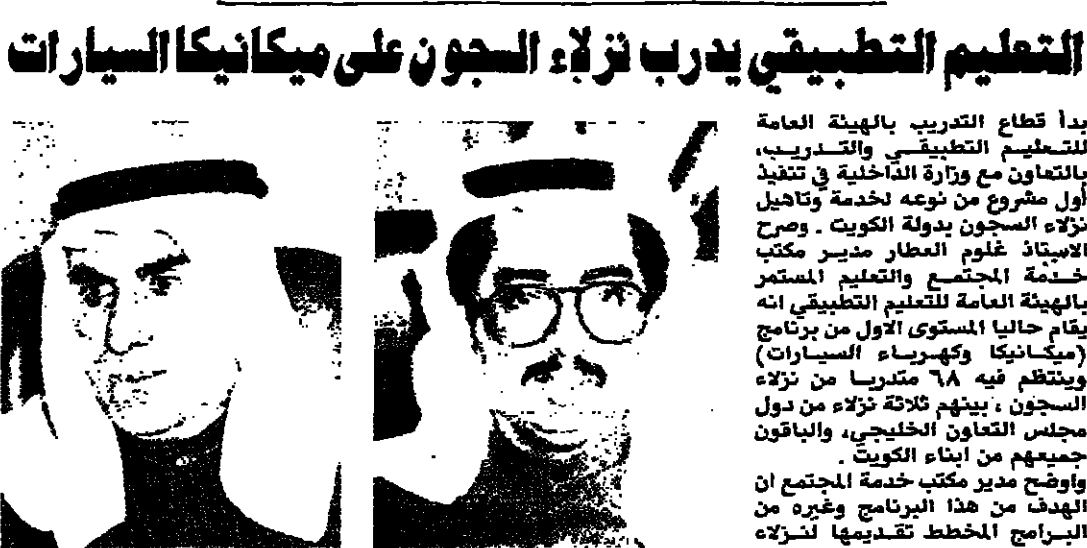 التعليم التطبيقي يدرب نزلاء السجون على ميكانيكا السيارات
بدأ قطاع التدريب بالهيئة العامة
للتعليم التطبيقي والتدريب،
بالتعاون مع وزارة الداخلية في تنفيذ
أول مشروع من نوعه لخدمة وتاهيل
نزلاء السجون بدولة الكويت . وصرح
الاستاذ غلوم العطار مدير مكتب
خدمة المجتمع والتعليم المستمر
بالهيئة العامة للتعليم التطبيقي انه
يقام حاليا المستوى الاول من برنامج
(ميكانيكا وكهرباء السيارات)
وينتظم فيه ٦٨ متدربا من نزلاء
السجون ، بينهم ثلاثة نزلاء من دول
مجلس التعاون الخليجي، والباقون
جميعهم من ابناء الكويت .
واوضح مدير مكتب خدمة المجتمع ان
الهدف من هذا البرنامج وغيره من
البرامج المخطط تقديمها لنزلاء